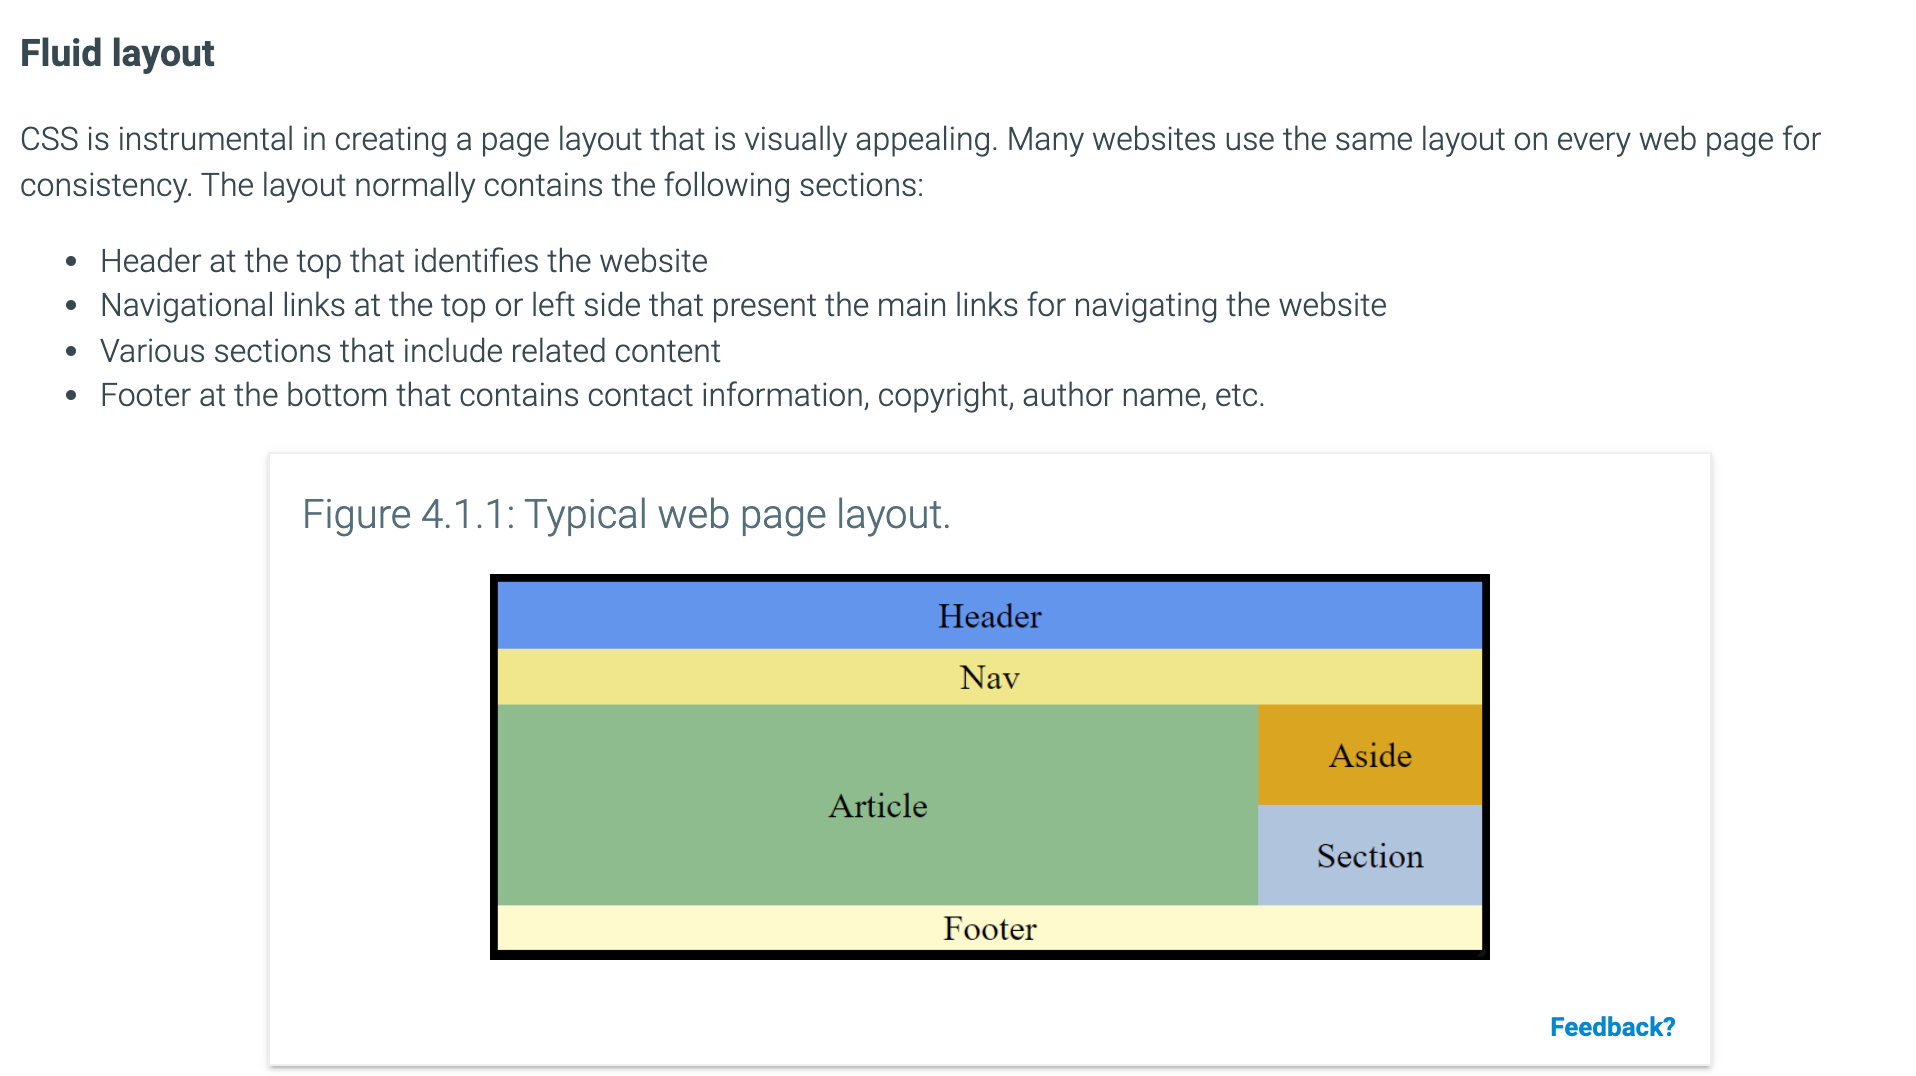 Fluid layout
CSS is instrumental in creating a page layout that is visually appealing. Many websites use the same layout on every web page for
consistency. The layout normally contains the following sections:
• Header at the top that identifies the website
• Navigational links at the top or left side that present the main links for navigating the website
• Various sections that include related content
• Footer at the bottom that contains contact information, copyright, author name, etc.
Figure 4.1.1: Typical web page layout.
Header
Nav
Article
Aside
Section
Footer
Feedback?